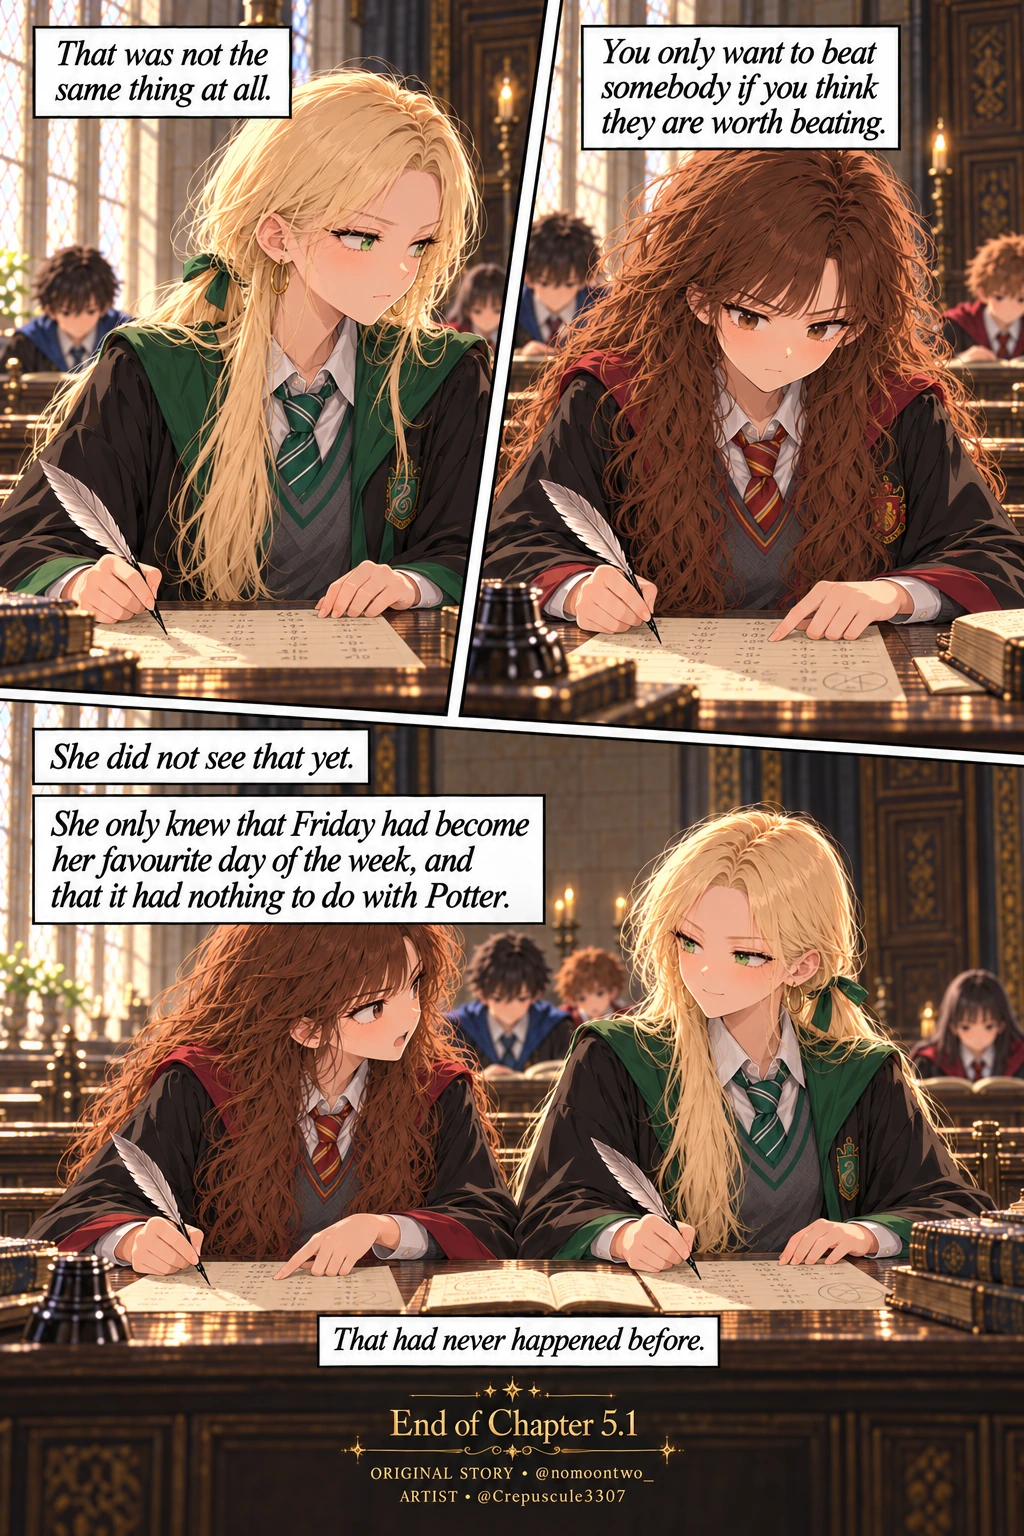 That was not the
same thing at all.
You only want to beat
somebody if you think
they are worth beating.
She did not see that yet.
She only knew that Friday had become
her favourite day of the week, and
that it had nothing to do with Potter.
That had never happened before.
End of Chapter 5.1
ORIGINAL STORY • @nomoontwo_
ARTIST • @Crepuscule3307